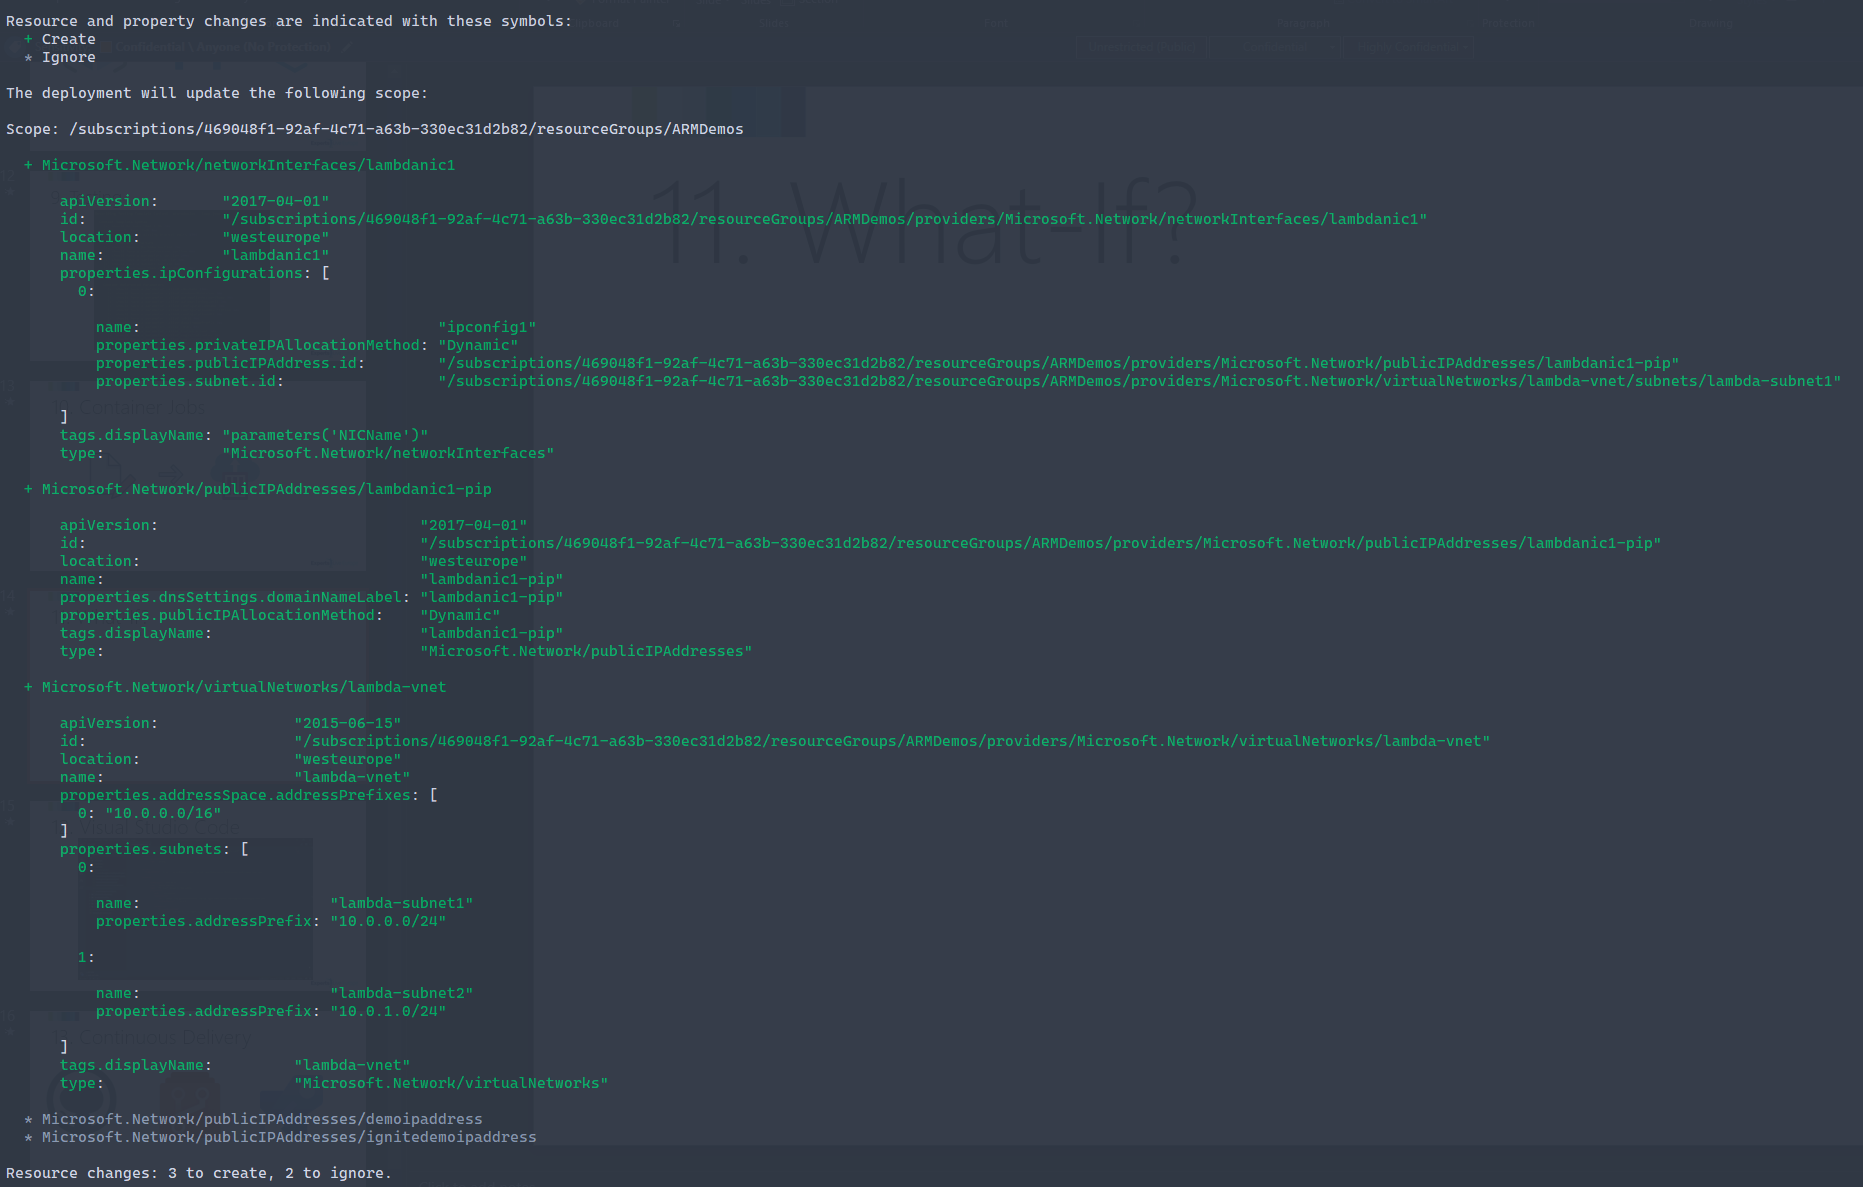 Resource and property changes are indicated with these symbols:
+ Create
* Ignore
The deployment will update the following scope:
Scope: /subscriptions/469048f1-92af-4c71-a63b-330ec31d2b82/resourceGroups/ARMDemos
+ Microsoft.Network/networkInterfaces/lambdanic1
11. What-If?
apiVersion: "2017-04-01"
id: "/subscriptions/469048f1-92af-4c71-a63b-330ec31d2b82/resourceGroups/ARMDemos/providers/Microsoft.Network/networkInterfaces/lambdanic1"
location: "westeurope"
name: "lambdanic1"
properties.ipConfigurations: [
0:
name: "ipconfig1"
properties.privateIPAllocationMethod: "Dynamic"
properties.publicIPAddress.id: "/subscriptions/469048f1-92af-4c71-a63b-330ec31d2b82/resourceGroups/ARMDemos/providers/Microsoft.Network/publicIPAddresses/lambdanic1-pip"
properties.subnet.id: "/subscriptions/469048f1-92af-4c71-a63b-330ec31d2b82/resourceGroups/ARMDemos/providers/Microsoft.Network/virtualNetworks/lambda-vnet/subnets/lambda-subnet1"
Container Jobs
]
tags.displayName: "parameters('NICName')"
type: "Microsoft.Network/networkInterfaces"
+ Microsoft.Network/publicIPAddresses/lambdanic1-pip
apiVersion: "2017-04-01"
id: "/subscriptions/469048f1-92af-4c71-a63b-330ec31d2b82/resourceGroups/ARMDemos/providers/Microsoft.Network/publicIPAddresses/lambdanic1-pip"
location: "westeurope"
name: "lambdanic1-pip"
properties.dnsSettings.domainNameLabel: "lambdanic1-pip"
properties.publicIPAllocationMethod: "Dynamic"
tags.displayName: "lambdanic1-pip"
type: "Microsoft.Network/publicIPAddresses"
+ Microsoft.Network/virtualNetworks/lambda-vnet
apiVersion: "2015-06-15"
id: "/subscriptions/469048f1-92af-4c71-a63b-330ec31d2b82/resourceGroups/ARMDemos/providers/Microsoft.Network/virtualNetworks/lambda-vnet"
location: "westeurope"
name: "lambda-vnet"
properties.addressSpace.addressPrefixes: [
0: "10.0.0.0/16"
]
properties.subnets: [
0:
name: "lambda-subnet1"
properties.addressPrefix: "10.0.0.0/24"
1:
name: "lambda-subnet2"
properties.addressPrefix: "10.0.1.0/24"
Continuous Delivery
]
tags.displayName: "lambda-vnet"
type: "Microsoft.Network/virtualNetworks"
* Microsoft.Network/publicIPAddresses/demoipaddress
* Microsoft.Network/publicIPAddresses/ignitedemoipaddress
Resource changes: 3 to create, 2 to ignore.